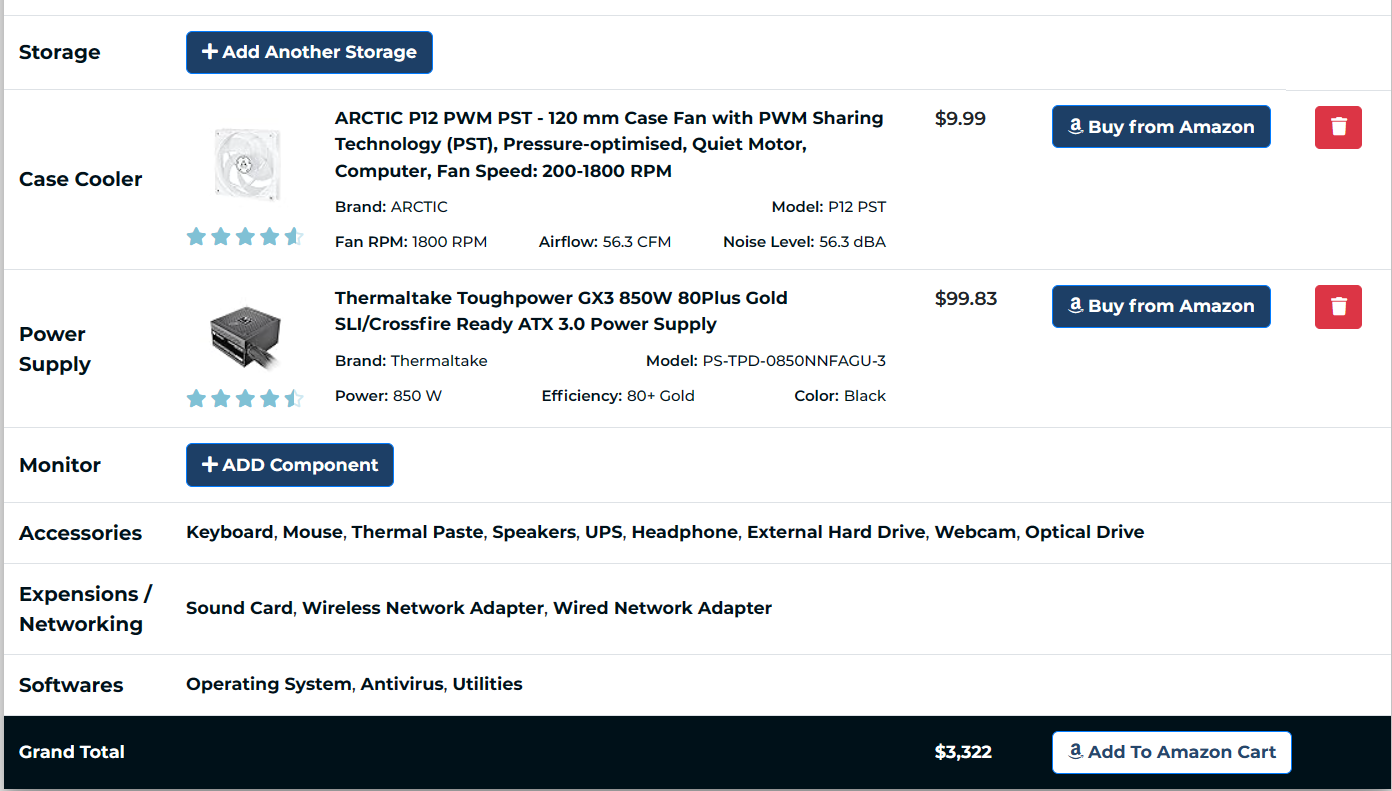 Storage
Add Another Storage
Case Cooler
ARCTIC P12 PWM PST - 120 mm Case Fan with PWM Sharing
Technology (PST), Pressure-optimised, Quiet Motor,
Computer, Fan Speed: 200-1800 RPM
Brand: ARCTIC Model: P12 PST
Fan RPM: 1800 RPM Airflow: 56.3 CFM Noise Level: 56.3 dBA
$9.99
Buy from Amazon
Power
Supply
Thermaltake Toughpower GX3 850W 80Plus Gold
SLI/Crossfire Ready ATX 3.0 Power Supply
Brand: Thermaltake Model: PS-TPD-0850NNFAGU-3
Power: 850 W Efficiency: 80+ Gold Color: Black
$99.83
Buy from Amazon
Monitor
ADD Component
Accessories
Keyboard, Mouse, Thermal Paste, Speakers, UPS, Headphone, External Hard Drive, Webcam, Optical Drive
Expensions /
Networking
Sound Card, Wireless Network Adapter, Wired Network Adapter
Softwares
Operating System, Antivirus, Utilities
Grand Total $3,322
Add To Amazon Cart